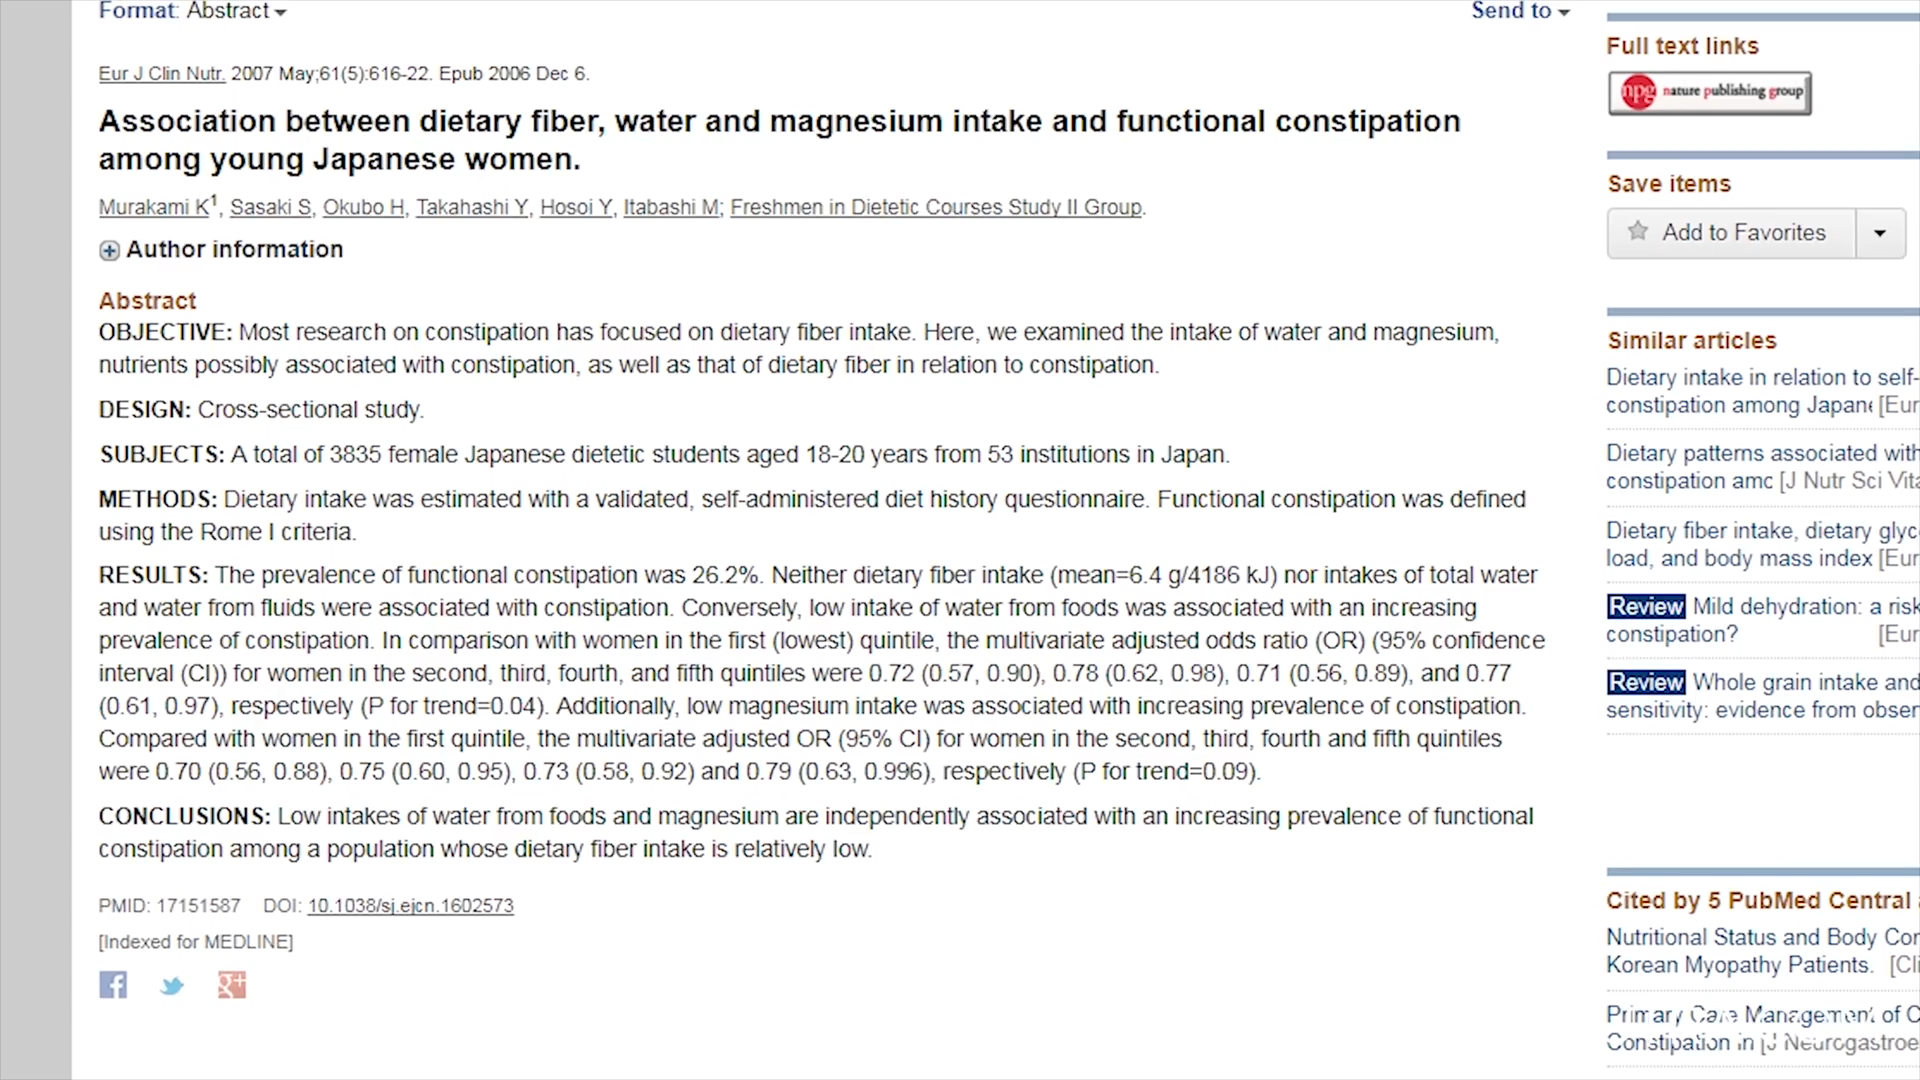 Format: Abstract
Send to
Eur J Clin Nutr. 2007 May;61(5):616-22. Epub 2006 Dec 6.
Association between dietary fiber, water and magnesium intake and functional constipation
among young Japanese women.
Murakami K1, Sasaki S, Okubo H, Takahashi Y, Hosoi Y, Itabashi M; Freshmen in Dietetic Courses Study II Group.
Author information
Abstract
OBJECTIVE: Most research on constipation has focused on dietary fiber intake. Here, we examined the intake of water and magnesium,
nutrients possibly associated with constipation, as well as that of dietary fiber in relation to constipation.
DESIGN: Cross-sectional study.
SUBJECTS: A total of 3835 female Japanese dietetic students aged 18-20 years from 53 institutions in Japan.
METHODS: Dietary intake was estimated with a validated, self-administered diet history questionnaire. Functional constipation was defined
using the Rome I criteria.
RESULTS: The prevalence of functional constipation was 26.2%. Neither dietary fiber intake (mean=6.4 g/4186 kJ) nor intakes of total water
and water from fluids were associated with constipation. Conversely, low intake of water from foods was associated with an increasing
prevalence of constipation. In comparison with women in the first (lowest) quintile, the multivariate adjusted odds ratio (OR) (95% confidence
interval (CI)) for women in the second, third, fourth, and fifth quintiles were 0.72 (0.57, 0.90), 0.78 (0.62, 0.98), 0.71 (0.56, 0.89), and 0.77
(0.61, 0.97), respectively (P for trend=0.04). Additionally, low magnesium intake was associated with increasing prevalence of constipation.
Compared with women in the first quintile, the multivariate adjusted OR (95% CI) for women in the second, third, fourth and fifth quintiles
were 0.70 (0.56, 0.88), 0.75 (0.60, 0.95), 0.73 (0.58, 0.92) and 0.79 (0.63, 0.996), respectively (P for trend=0.09).
CONCLUSIONS: Low intakes of water from foods and magnesium are independently associated with an increasing prevalence of functional
constipation among a population whose dietary fiber intake is relatively low.
PMID: 17151587 DOI: 10.1038/sj.ejcn.1602573
[Indexed for MEDLINE]
Full text links
npg nature publishing group
Save items
Add to Favorites
Similar articles
Dietary intake in relation to self-
constipation among Japane [Eur
Dietary patterns associated with
constipation amc [J Nutr Sci Vita
Dietary fiber intake, dietary glyc
load, and body mass index [Eur
Review Mild dehydration: a risk
constipation? [Eur
Review Whole grain intake and
sensitivity: evidence from obser
Cited by 5 PubMed Central a
Nutritional Status and Body Cor
Korean Myopathy Patients. [Cli
Primary Care Management of C
Constipation in [J Neurogastroe